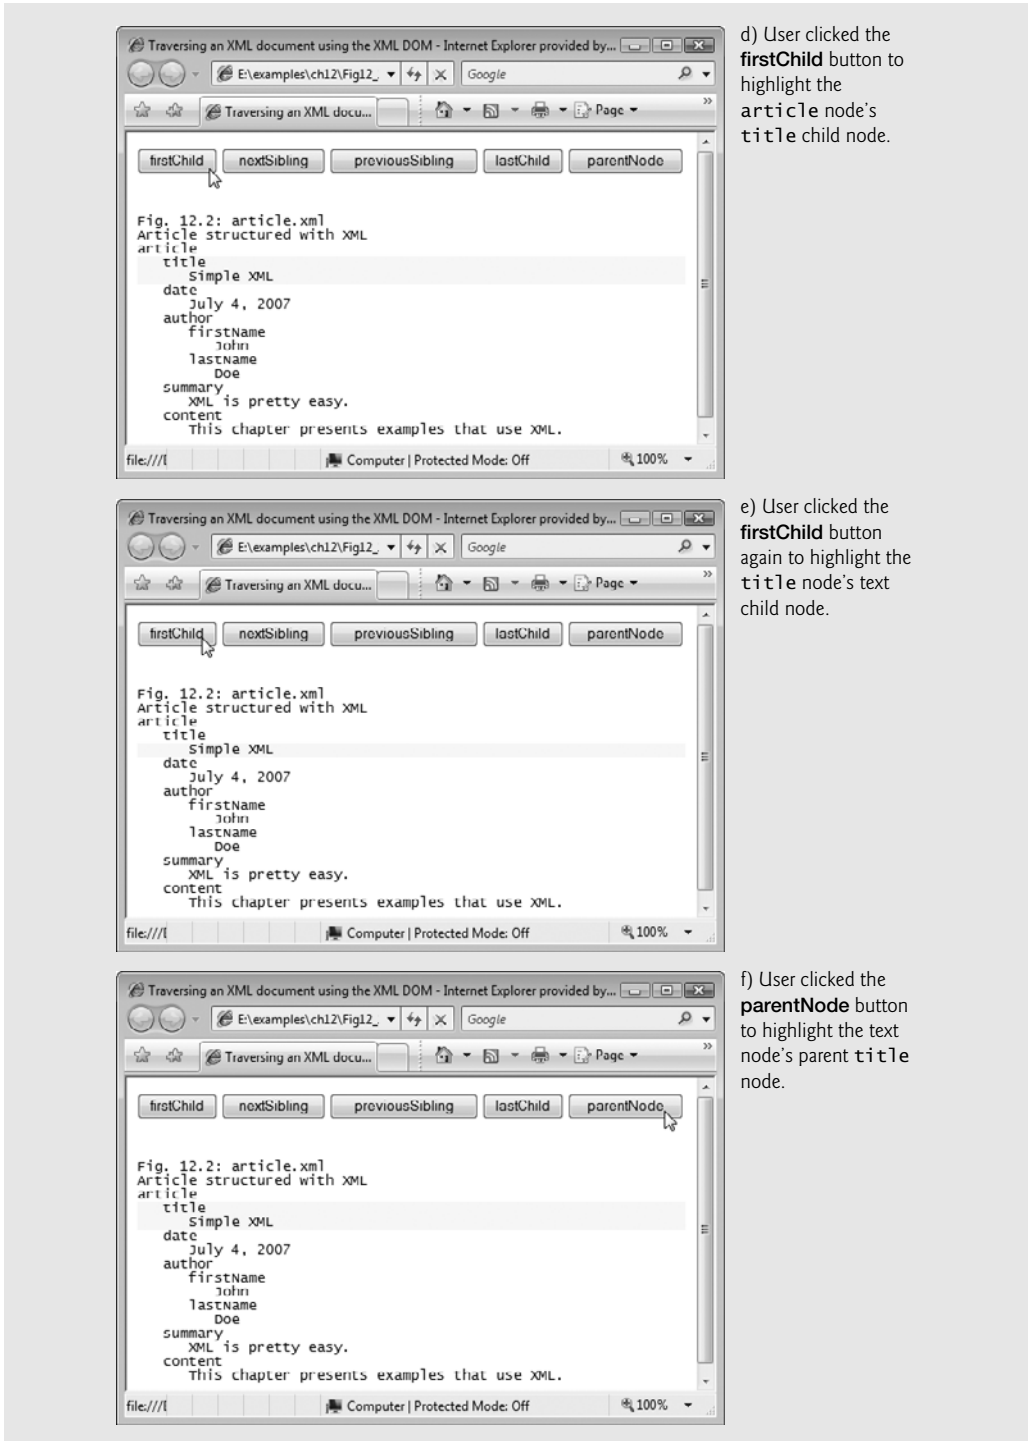 Traversing an XML document using the XML DOM - Internet Explorer provided by...
E:\examples\ch12\Fig12_
Google
Traversing an XML docu...
Page
firstChild nextSibling previousSibling lastChild parentNode
Fig. 12.2: article.xml
Article structured with XML
article
title
Simple XML
date
July 4, 2007
author
firstName
John
lastName
Doe
summary
XML is pretty easy.
content
This chapter presents examples that use XML.
file:///
Computer | Protected Mode: Off
100%
d) User clicked the
firstChild button to
highlight the
article node's
title child node.
Traversing an XML document using the XML DOM - Internet Explorer provided by...
E:\examples\ch12\Fig12_
Google
Traversing an XML docu...
Page
firstChild nextSibling previousSibling lastChild parentNode
Fig. 12.2: article.xml
Article structured with XML
article
title
Simple XML
date
July 4, 2007
author
firstName
John
lastName
Doe
summary
XML is pretty easy.
content
This chapter presents examples that use XML.
file:///
Computer | Protected Mode: Off
100%
e) User clicked the
firstChild button
again to highlight the
title node's text
child node.
Traversing an XML document using the XML DOM - Internet Explorer provided by...
E:\examples\ch12\Fig12_
Google
Traversing an XML docu...
Page
firstChild nextSibling previousSibling lastChild parentNode
Fig. 12.2: article.xml
Article structured with XML
article
title
Simple XML
date
July 4, 2007
author
firstName
John
lastName
Doe
summary
XML is pretty easy.
content
This chapter presents examples that use XML.
file:///
Computer | Protected Mode: Off
100%
f) User clicked the
parentNode button
to highlight the text
node's parent title
node.